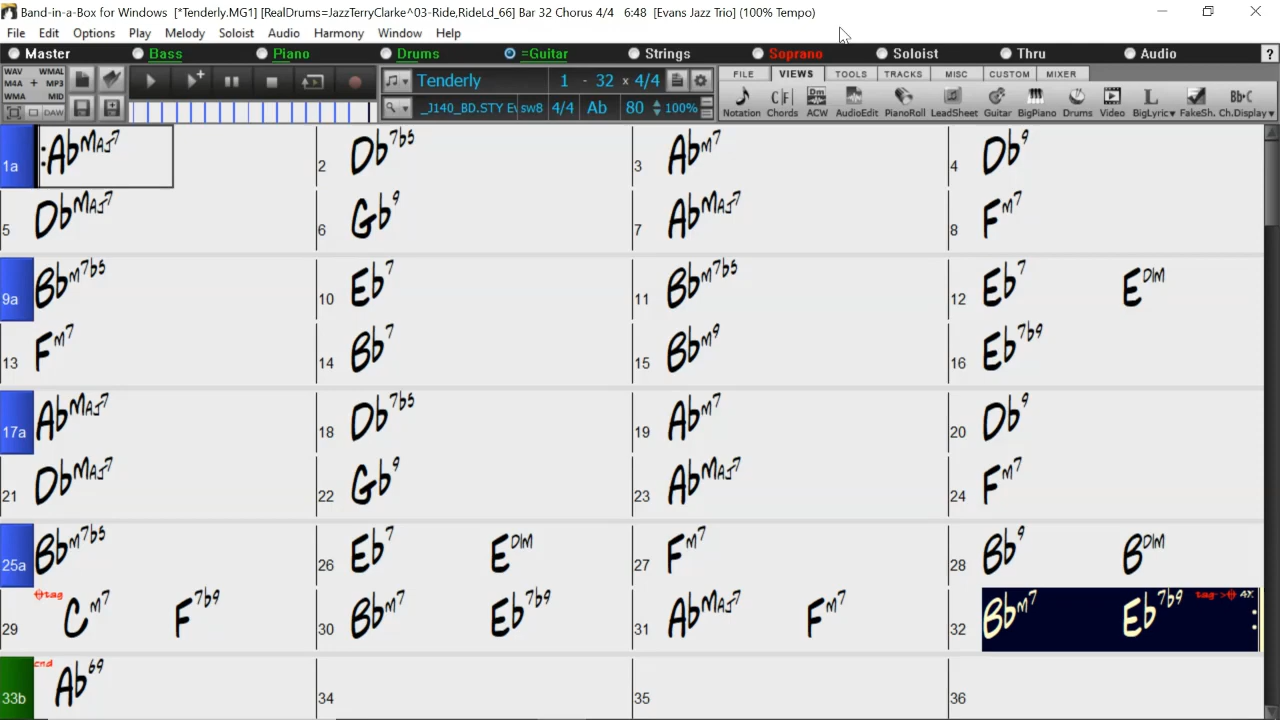 Band-in-a-Box for Windows [*Tenderly.MG1] [RealDrums=JazzTerryClarke^03-Ride,RideLd_66] Bar 32 Chorus 4/4 6:48 [Evans Jazz Trio] (100% Tempo)
File Edit Options Play Melody Soloist Audio Harmony Window Help
Master Bass Piano Drums =Guitar Strings Soprano Soloist Thru Audio ?
WAV WMAL
M4A + MP3
WMA MID
DAW
Tenderly 1 - 32 x 4/4
_J140_BD.STY Ev sw8 4/4 Ab 80 100%
FILE VIEWS TOOLS TRACKS MISC CUSTOM MIXER
Notation Chords ACW AudioEdit PianoRoll LeadSheet Guitar BigPiano Drums Video BigLyric FakeSh. Ch.Display
1a :AbMAJ7 2 Db7b5 3 Abm7 4 Db9
5 DbMAJ7 6 Gb9 7 AbMAJ7 8 Fm7
9a Bbm7b5 10 Eb7 11 Bbm7b5 12 Eb7 EDIM
13 Fm7 14 Bb7 15 Bbm9 16 Eb7b9
17a AbMAJ7 18 Db7b5 19 Abm7 20 Db9
21 DbMAJ7 22 Gb9 23 AbMAJ7 24 Fm7
25a Bbm7b5 26 Eb7 EDIM 27 Fm7 28 Bb9 BDIM
tag tag-> 4X
29 Cm7 F7b9 30 Bbm7 Eb7b9 31 AbMAJ7 Fm7 32 Bbm7 Eb7b9 :
end
33b Ab69 34 35 36